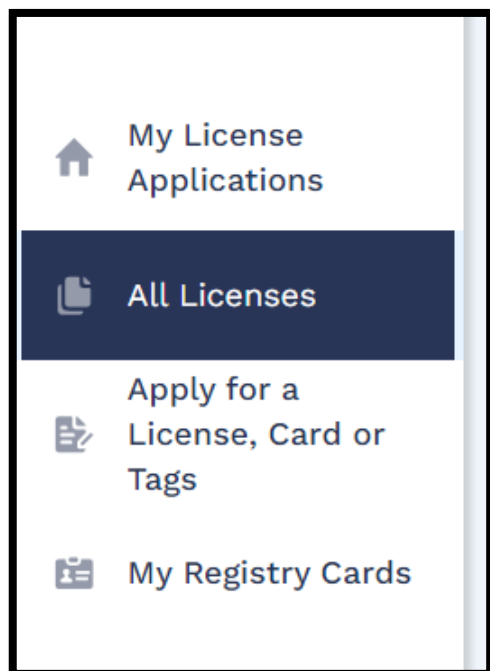 My License
Applications
All Licenses
Apply for a
License, Card or
Tags
My Registry Cards